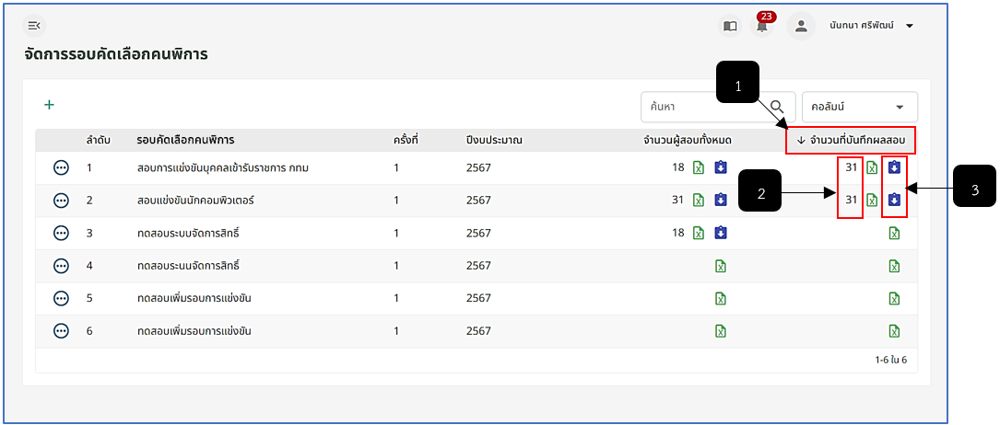 23
นันทนา ศรีพัฒน์
จัดการรอบคัดเลือกคนพิการ
1
ค้นหา
คอลัมน์
ลำดับ รอบคัดเลือกคนพิการ ครั้งที่ ปีงบประมาณ จำนวนผู้สอบทั้งหมด จำนวนที่บันทึกผลสอบ
1 สอบการแข่งขันบุคคลเข้ารับราชการ กทม 1 2567 18 31
2 3
2 สอบแข่งขันนักคอมพิวเตอร์ 1 2567 31 31
3 ทดสอบระบบจัดการสิทธิ์ 1 2567 18
4 ทดสอบระนนจัดการสิทธิ์ 1 2567
5 ทดสอบเพิ่มรอบการแข่งขัน 1 2567
6 ทดสอบเพิ่มรอบการแข่งขัน 1 2567
1-6 ใน 6